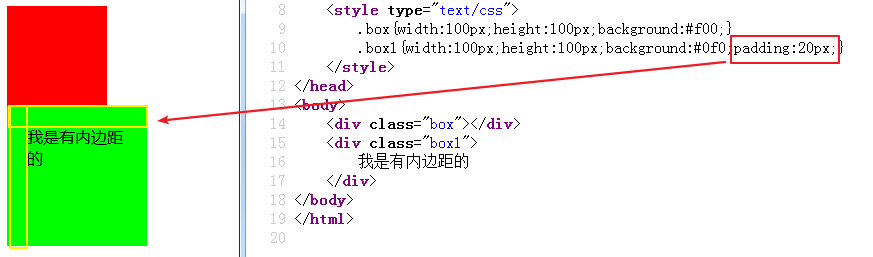 我是有内边距
的
8 <style type="text/css">
9 .box{width:100px;height:100px;background:#f00;}
10 .box1{width:100px;height:100px;background:#0f0;padding:20px;}
11 </style>
12 </head>
13 <body>
14 <div class="box"></div>
15 <div class="box1">
16 我是有内边距的
17 </div>
18 </body>
19 </html>
20